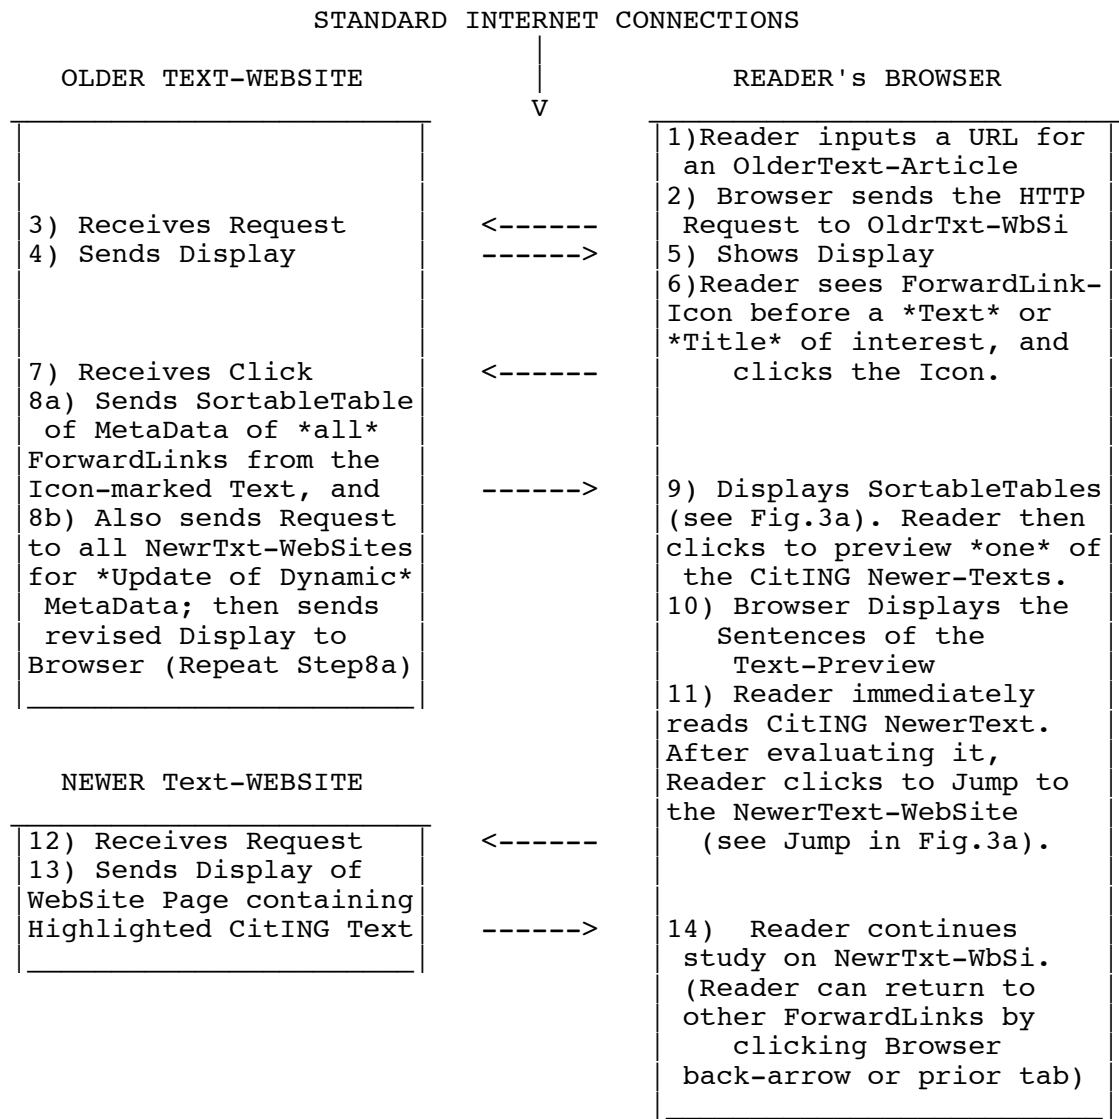 STANDARD INTERNET CONNECTIONS
OLDER TEXT-WEBSITE
READER's BROWSER
V
1)Reader inputs a URL for
an OlderText-Article
2) Browser sends the HTTP
3) Receives Request <------ Request to OldrTxt-WbSi
4) Sends Display ------> 5) Shows Display
6)Reader sees ForwardLink-
Icon before a *Text* or
*Title* of interest, and
7) Receives Click <------ clicks the Icon.
8a) Sends SortableTable
of MetaData of *all*
ForwardLinks from the
Icon-marked Text, and ------> 9) Displays SortableTables
8b) Also sends Request (see Fig.3a). Reader then
to all NewrTxt-WebSites clicks to preview *one* of
for *Update of Dynamic* the CitING Newer-Texts.
MetaData; then sends 10) Browser Displays the
revised Display to Sentences of the
Browser (Repeat Step8a) Text-Preview
11) Reader immediately
reads CitING NewerText.
After evaluating it,
NEWER Text-WEBSITE Reader clicks to Jump to
the NewerText-WebSite
12) Receives Request <------ (see Jump in Fig.3a).
13) Sends Display of
WebSite Page containing
Highlighted CitING Text ------> 14) Reader continues
study on NewrTxt-WbSi.
(Reader can return to
other ForwardLinks by
clicking Browser
back-arrow or prior tab)